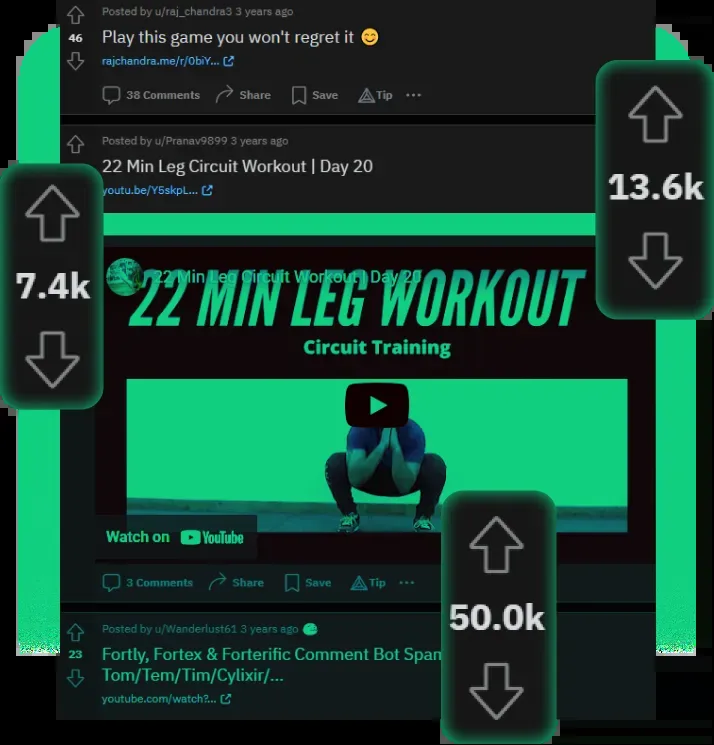 Posted by u/raj_chandra3 3 years ago
46
Play this game you won't regret it 😊
rajchandra.me/r/0biY...
38 Comments Share Save Tip ...
Posted by u/Pranav9899 3 years ago
22 Min Leg Circuit Workout | Day 20
youtu.be/Y5skpL...
13.6k
7.4k
22 Min Leg Circuit Workout | Day 20
22 MIN LEG WORKOUT
Circuit Training
Watch on YouTube
3 Comments Share Save Tip ...
50.0k
Posted by u/Wanderlust61 3 years ago
23
Fortly, Fortex & Forterific Comment Bot Spam
Tom/Tem/Tim/Cylixir/...
youtube.com/watch?...